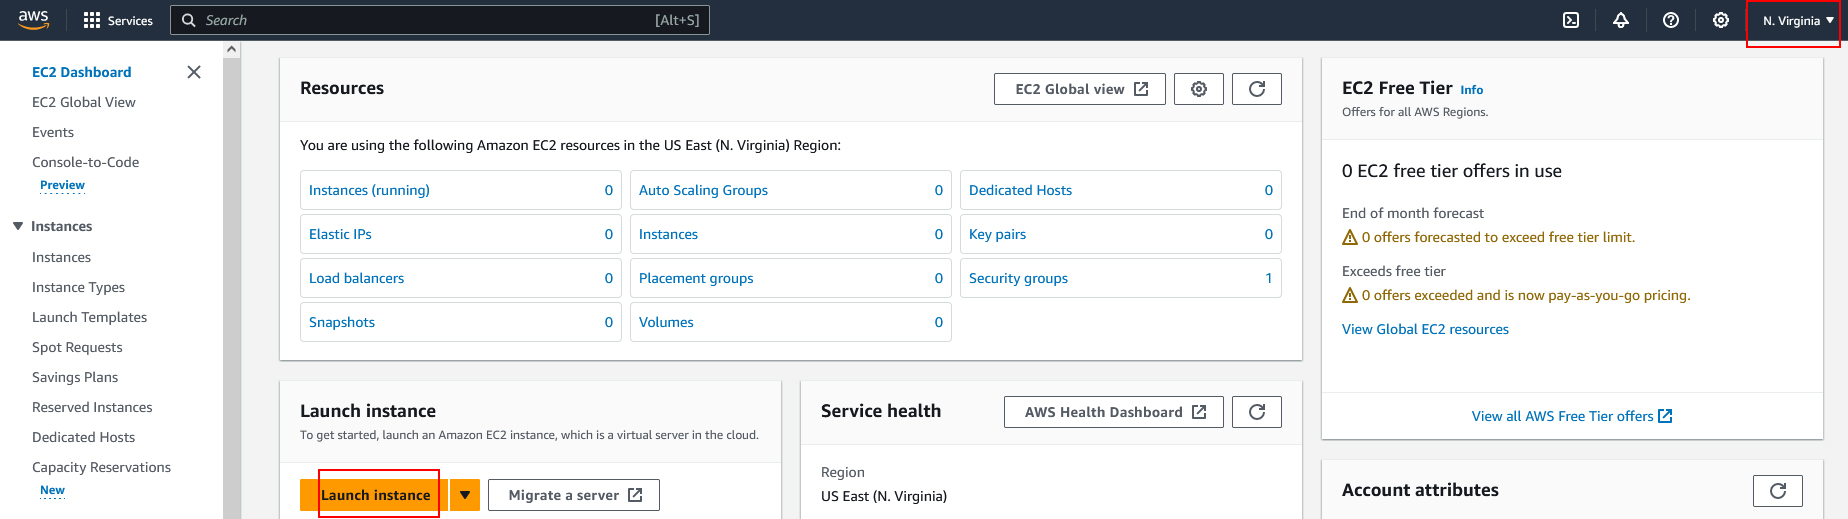 aws
Services
Search
[Alt+S]
N. Virginia
EC2 Dashboard
EC2 Global View
Events
Console-to-Code
Preview
Instances
Instances
Instance Types
Launch Templates
Spot Requests
Savings Plans
Reserved Instances
Dedicated Hosts
Capacity Reservations
New
Resources
EC2 Global view
You are using the following Amazon EC2 resources in the US East (N. Virginia) Region:
Instances (running) 0
Auto Scaling Groups 0
Dedicated Hosts 0
Elastic IPs 0
Instances 0
Key pairs 0
Load balancers 0
Placement groups 0
Security groups 1
Snapshots 0
Volumes 0
Launch instance
To get started, launch an Amazon EC2 instance, which is a virtual server in the cloud.
Launch instance
Migrate a server
Service health
AWS Health Dashboard
Region
US East (N. Virginia)
EC2 Free Tier Info
Offers for all AWS Regions.
0 EC2 free tier offers in use
End of month forecast
0 offers forecasted to exceed free tier limit.
Exceeds free tier
0 offers exceeded and is now pay-as-you-go pricing.
View Global EC2 resources
View all AWS Free Tier offers
Account attributes